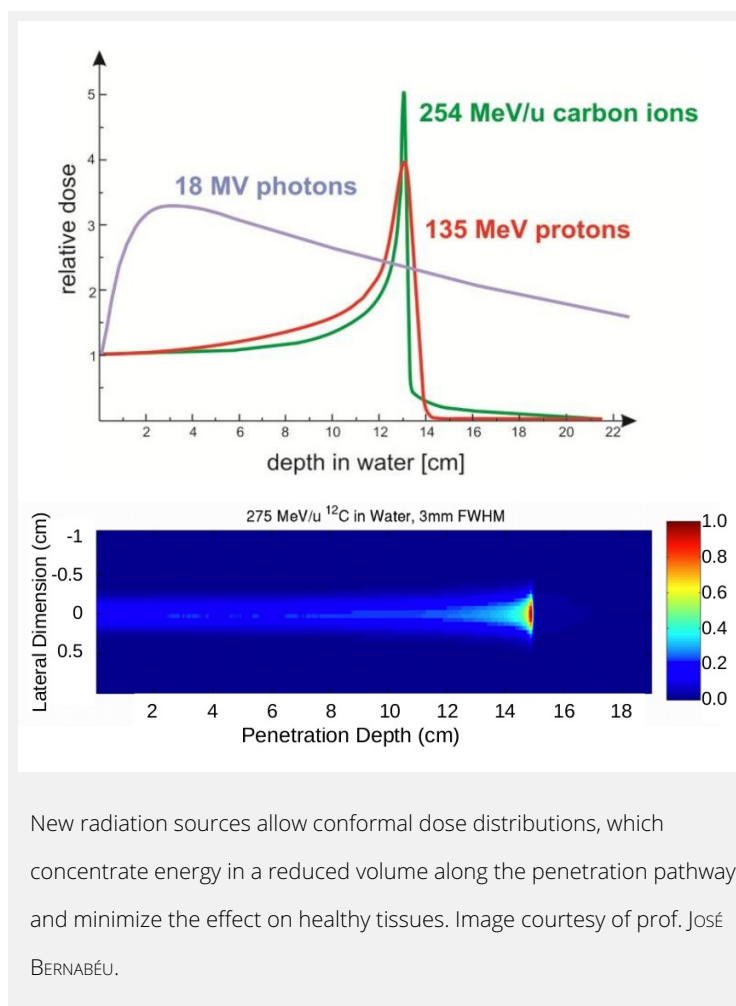 5
254 MeV/u carbon ions
4
18 MV photons
relative dose
3
135 MeV protons
2
1
2 4 6 8 10 12 14 16 18 20 22
depth in water [cm]
275 MeV/u ¹²C in Water, 3mm FWHM
Lateral Dimension (cm)
-1
-0.5
0
0.5
1.0
0.8
0.6
0.4
0.2
0.0
2 4 6 8 10 12 14 16 18
Penetration Depth (cm)
New radiation sources allow conformal dose distributions, which
concentrate energy in a reduced volume along the penetration pathway
and minimize the effect on healthy tissues. Image courtesy of prof. José
Bernabéu.